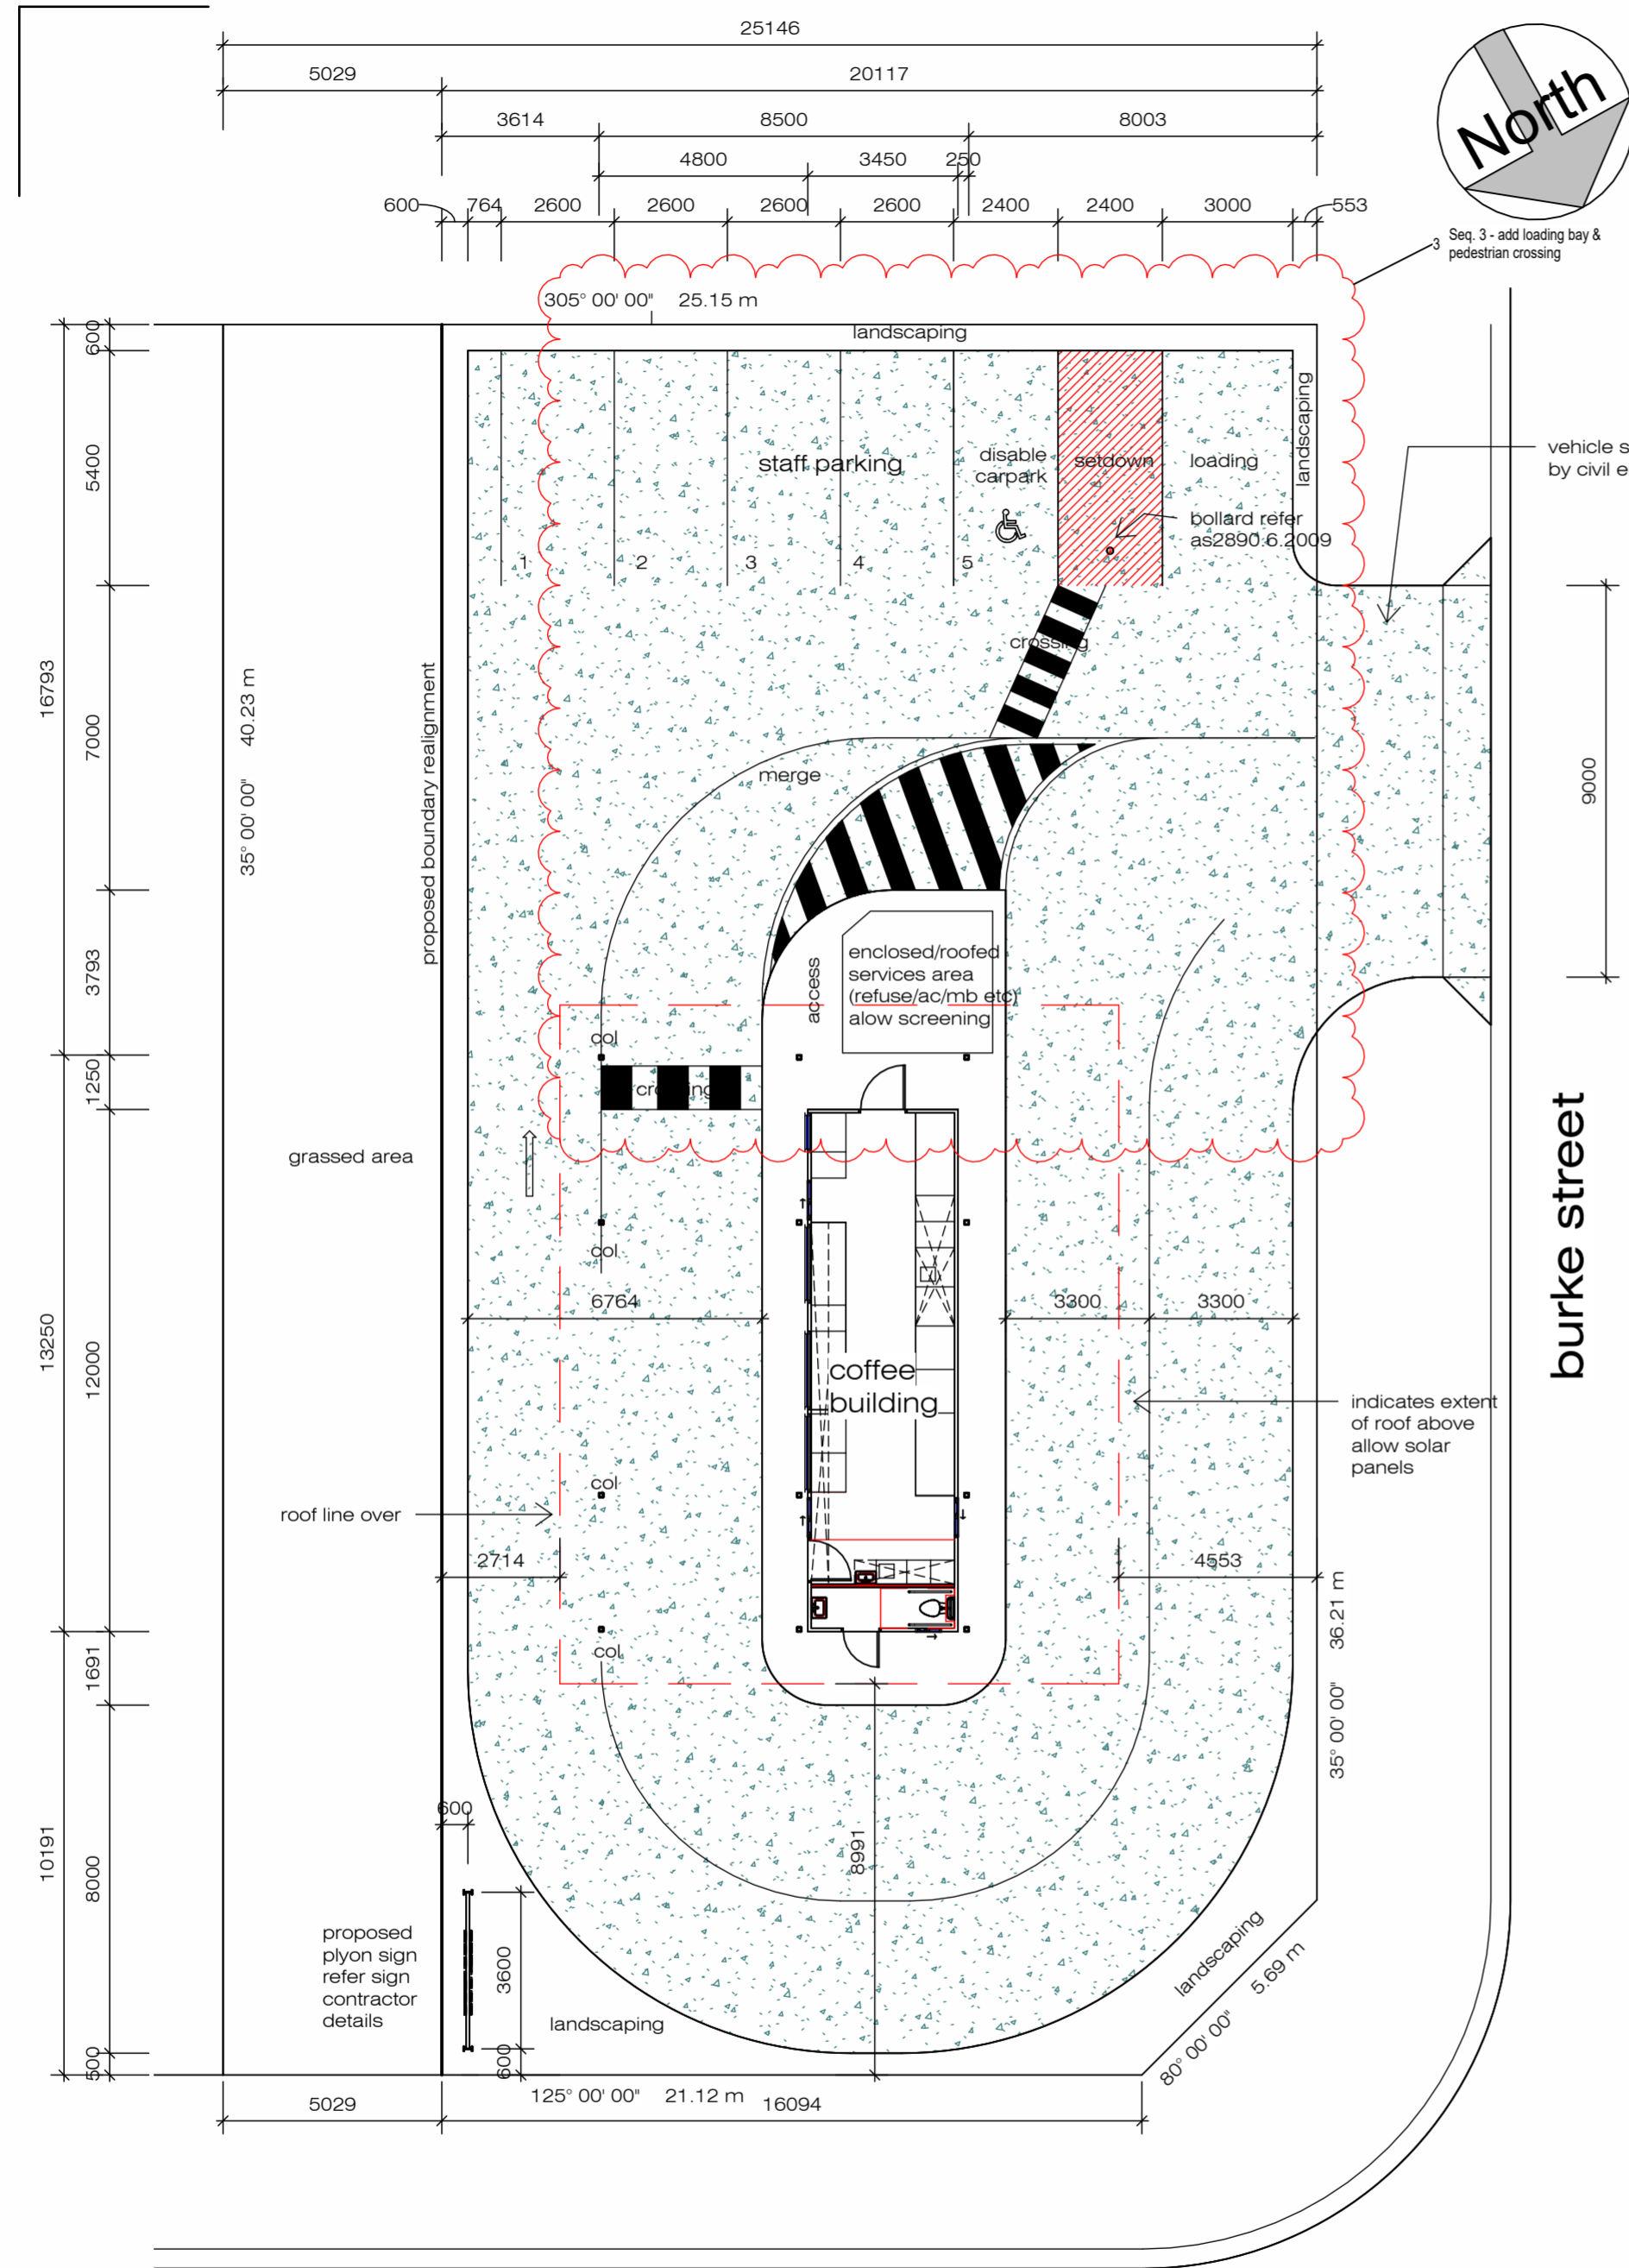 25146
5029
20117
3614
8500
8003
4800
3450
250
600
764
2600
2600
2600
2600
2400
2400
3000
553
North
3
Seq. 3 - add loading bay &
pedestrian crossing
305° 00' 00"
25.15 m
landscaping
600
5400
7000
3793
1250
12000
1691
8000
500
16793
13250
10191
35° 00' 00"
40.23 m
proposed boundary realignment
staff parking
disable
carpark
setdown
loading
landscaping
bollard refer
as2890.6.2009
1
2
3
4
5
vehicle s
by civil e
crossing
merge
9000
access
enclosed/roofed
services area
(refuse/ac/mb etc)
alow screening
col
crossing
grassed area
col
6764
3300
3300
coffee
building
burke street
indicates extent
of roof above
allow solar
panels
col
roof line over
2714
4553
col
35° 00' 00"
36.21 m
600
8991
proposed
plyon sign
refer sign
contractor
details
3600
600
landscaping
landscaping
80° 00' 00"
5.69 m
125° 00' 00"
21.12 m
5029
16094